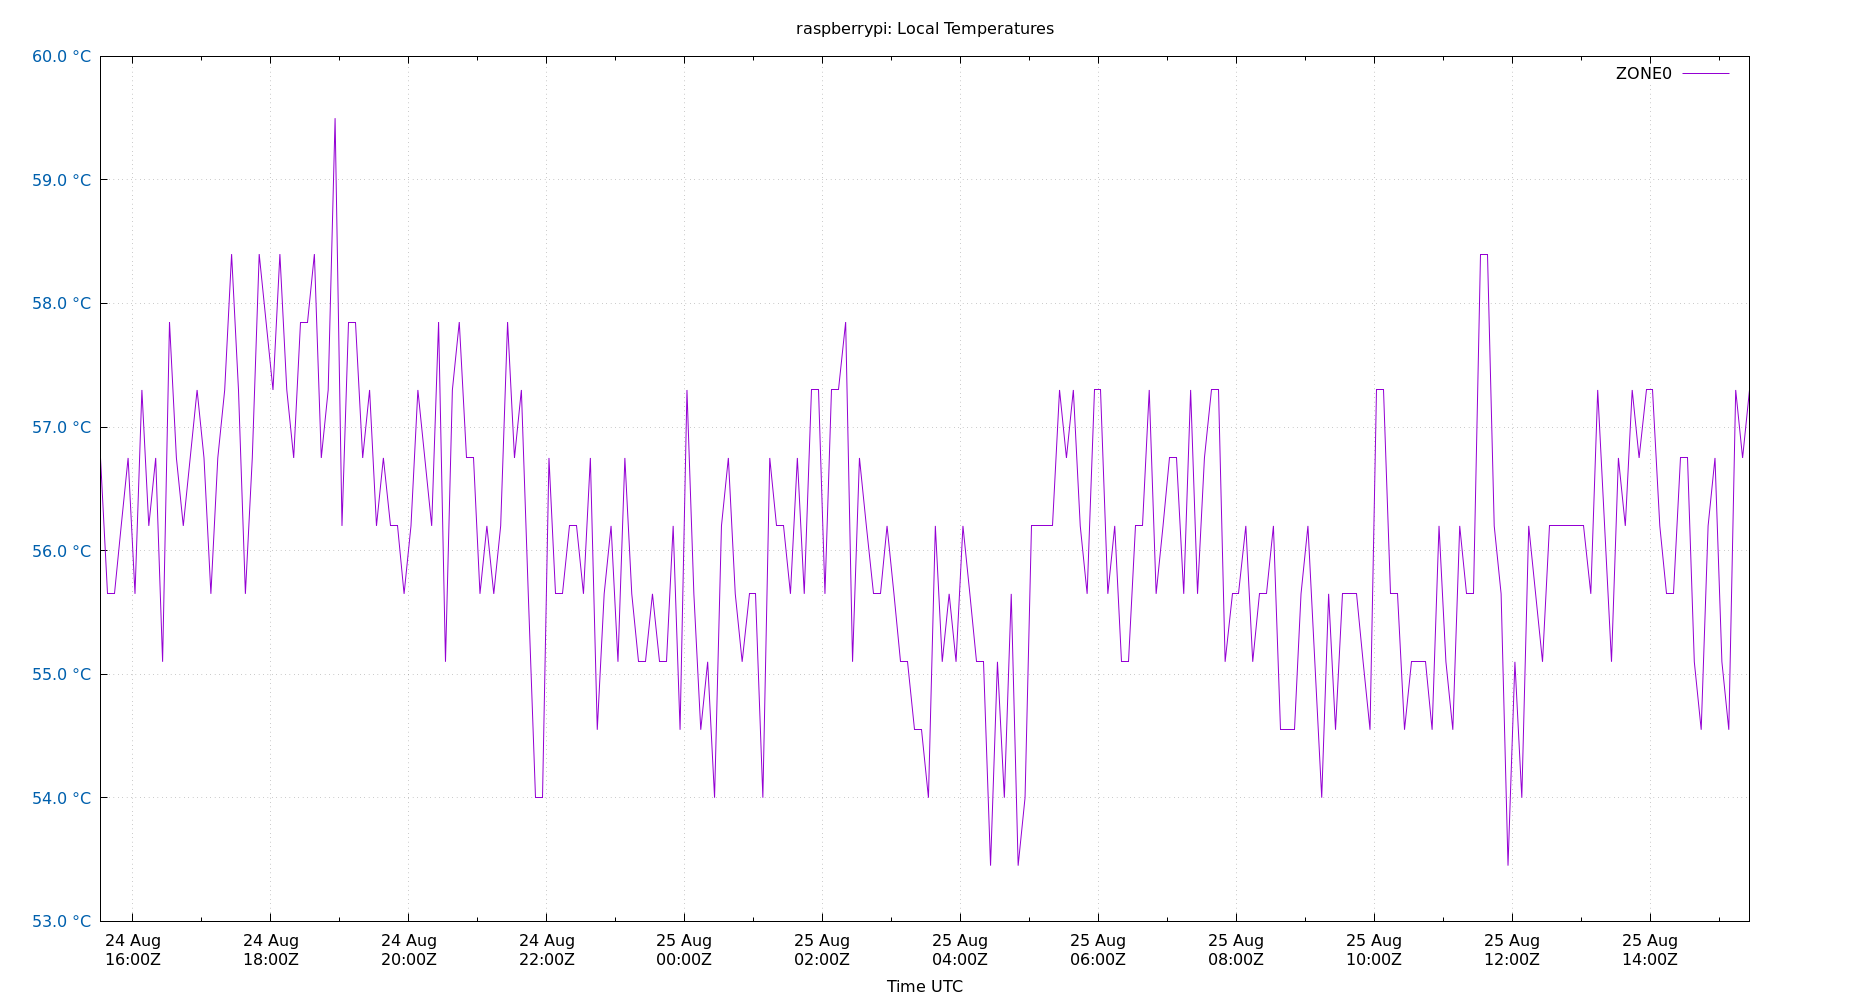 raspberrypi: Local Temperatures
60.0 °C
ZONE0
59.0 °C
58.0 °C
57.0 °C
56.0 °C
55.0 °C
54.0 °C
53.0 °C
24 Aug 24 Aug 24 Aug 24 Aug 25 Aug 25 Aug 25 Aug 25 Aug 25 Aug 25 Aug 25 Aug 25 Aug
16:00Z 18:00Z 20:00Z 22:00Z 00:00Z 02:00Z 04:00Z 06:00Z 08:00Z 10:00Z 12:00Z 14:00Z
Time UTC